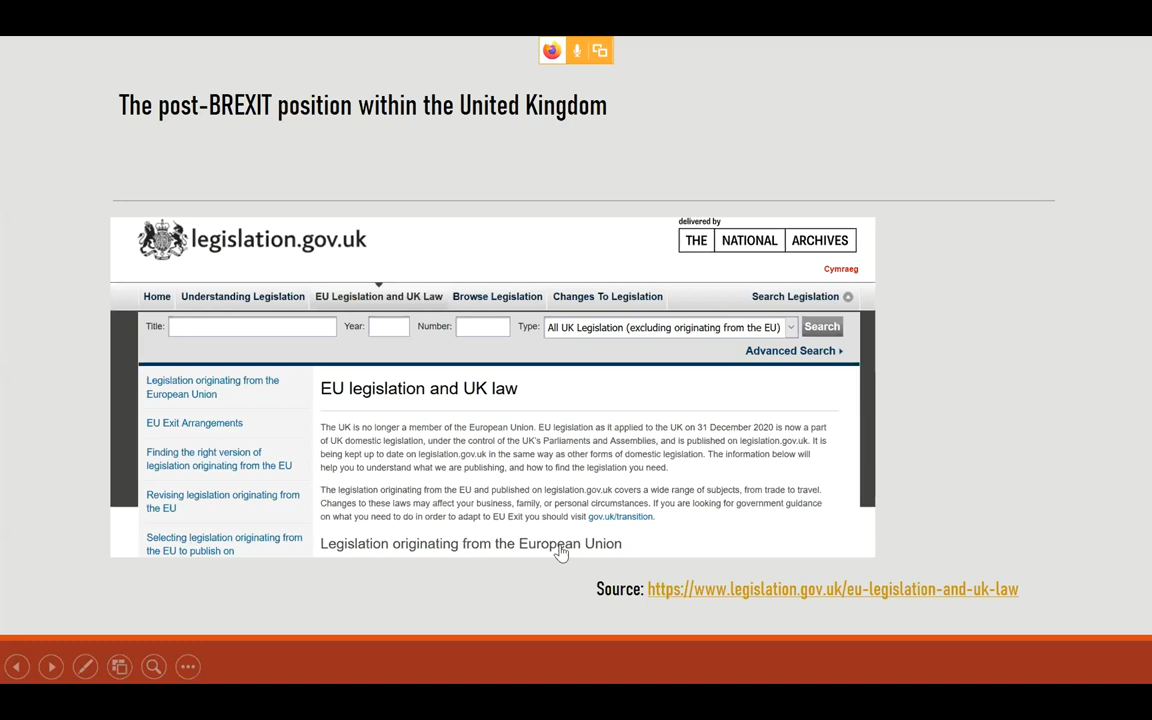 The post-BREXIT position within the United Kingdom
legislation.gov.uk
delivered by
THE NATIONAL ARCHIVES
Cymraeg
Home Understanding Legislation EU Legislation and UK Law Browse Legislation Changes To Legislation Search Legislation
Title: Year: Number: Type: All UK Legislation (excluding originating from the EU) Search
Advanced Search
Legislation originating from the
European Union
EU Exit Arrangements
Finding the right version of
legislation originating from the EU
Revising legislation originating from
the EU
Selecting legislation originating from
the EU to publish on
EU legislation and UK law
The UK is no longer a member of the European Union. EU legislation as it applied to the UK on 31 December 2020 is now a part
of UK domestic legislation, under the control of the UK's Parliaments and Assemblies, and is published on legislation.gov.uk. It is
being kept up to date on legislation.gov.uk in the same way as other forms of domestic legislation. The information below will
help you to understand what we are publishing, and how to find the legislation you need.
The legislation originating from the EU and published on legislation.gov.uk covers a wide range of subjects, from trade to travel.
Changes to these laws may affect your business, family, or personal circumstances. If you are looking for government guidance
on what you need to do in order to adapt to EU Exit you should visit gov.uk/transition.
Legislation originating from the European Union
Source: https://www.legislation.gov.uk/eu-legislation-and-uk-law